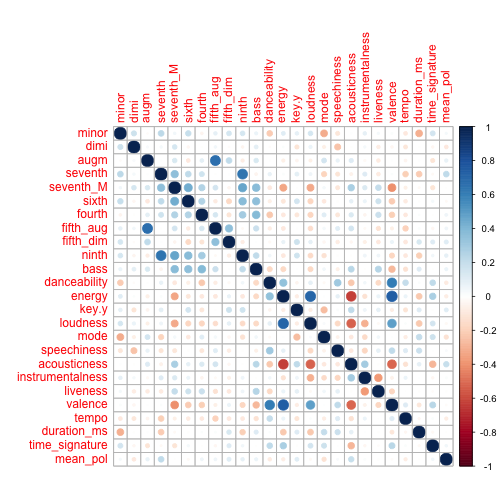 minor
dimi
augm
seventh
seventh_M
sixth
fourth
fifth_aug
fifth_dim
ninth
bass
danceability
energy
key.y
loudness
mode
speechiness
acousticness
instrumentalness
liveness
valence
tempo
duration_ms
time_signature
mean_pol
minor
dimi
augm
seventh
seventh_M
sixth
fourth
fifth_aug
fifth_dim
ninth
bass
danceability
energy
key.y
loudness
mode
speechiness
acousticness
instrumentalness
liveness
valence
tempo
duration_ms
time_signature
mean_pol
1
0.8
0.6
0.4
0.2
0
-0.2
-0.4
-0.6
-0.8
-1